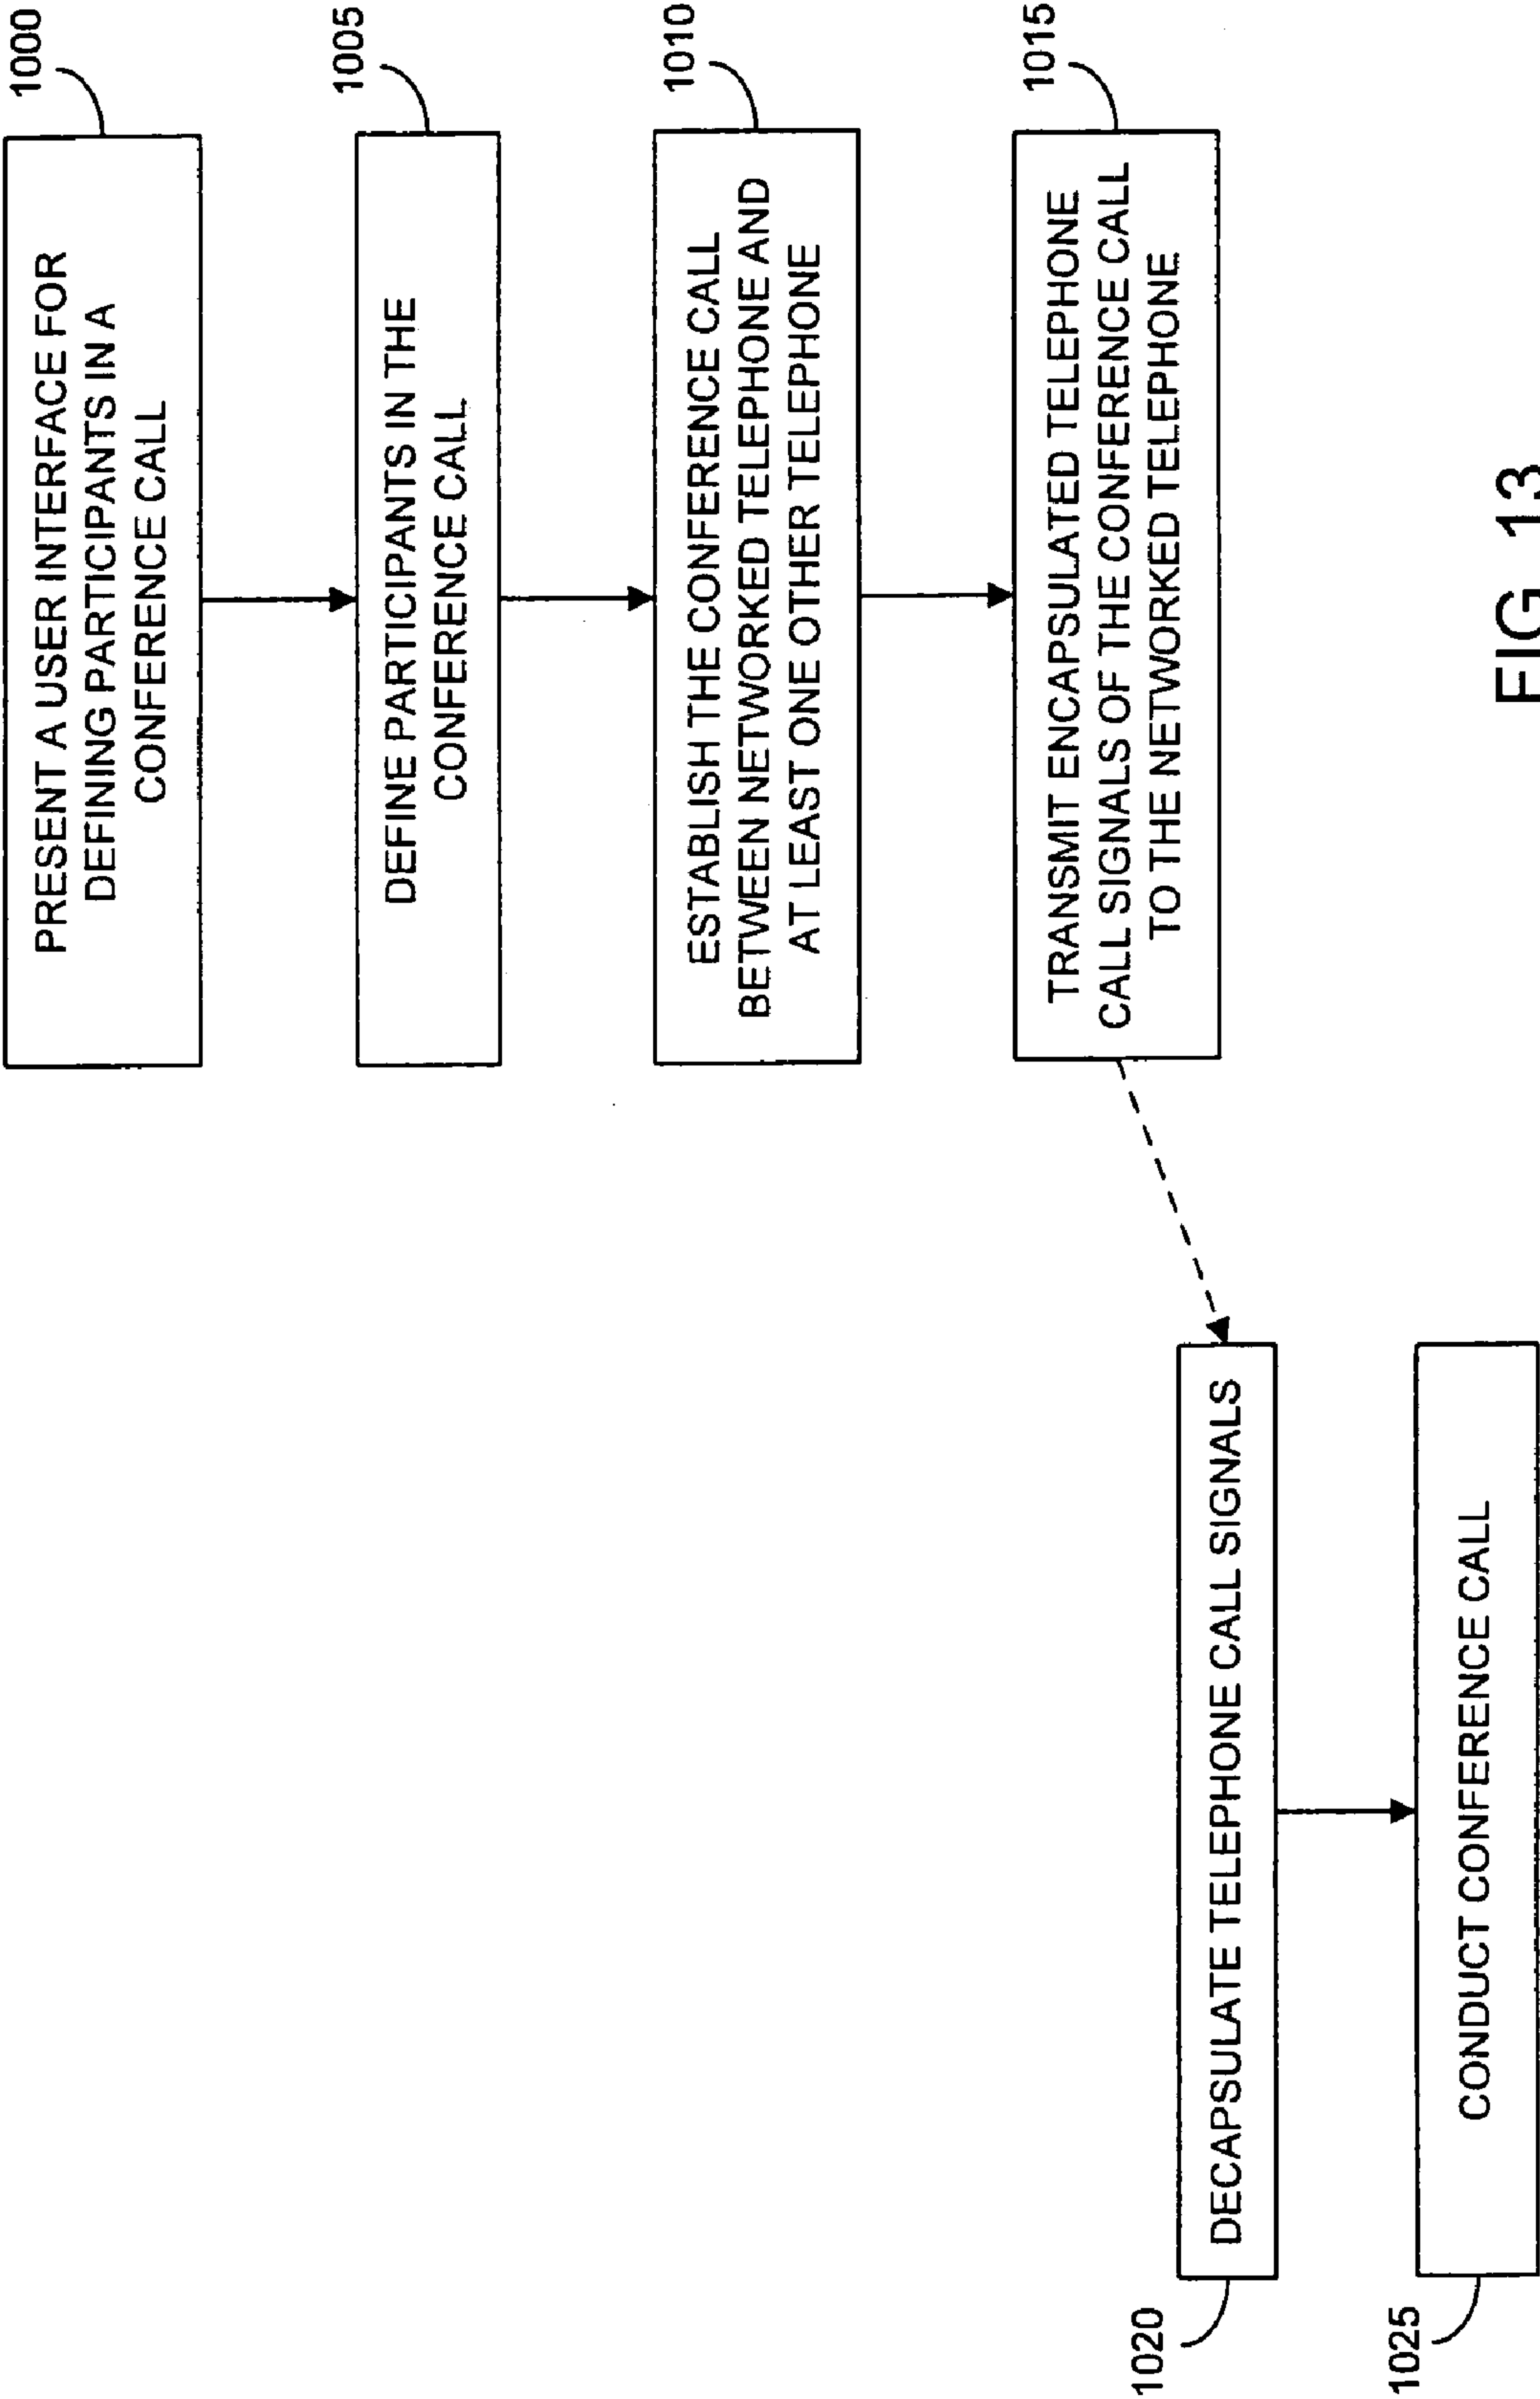 1000
PRESENT A USER INTERFACE FOR
DEFINING PARTICIPANTS IN A
CONFERENCE CALL
1005
DEFINE PARTICIPANTS IN THE
CONFERENCE CALL
1010
ESTABLISH THE CONFERENCE CALL
BETWEEN NETWORKED TELEPHONE AND
AT LEAST ONE OTHER TELEPHONE
1015
TRANSMIT ENCAPSULATED TELEPHONE
CALL SIGNALS OF THE CONFERENCE CALL
TO THE NETWORKED TELEPHONE
1020
DECAPSULATE TELEPHONE CALL SIGNALS
1025
CONDUCT CONFERENCE CALL
FIG. 13